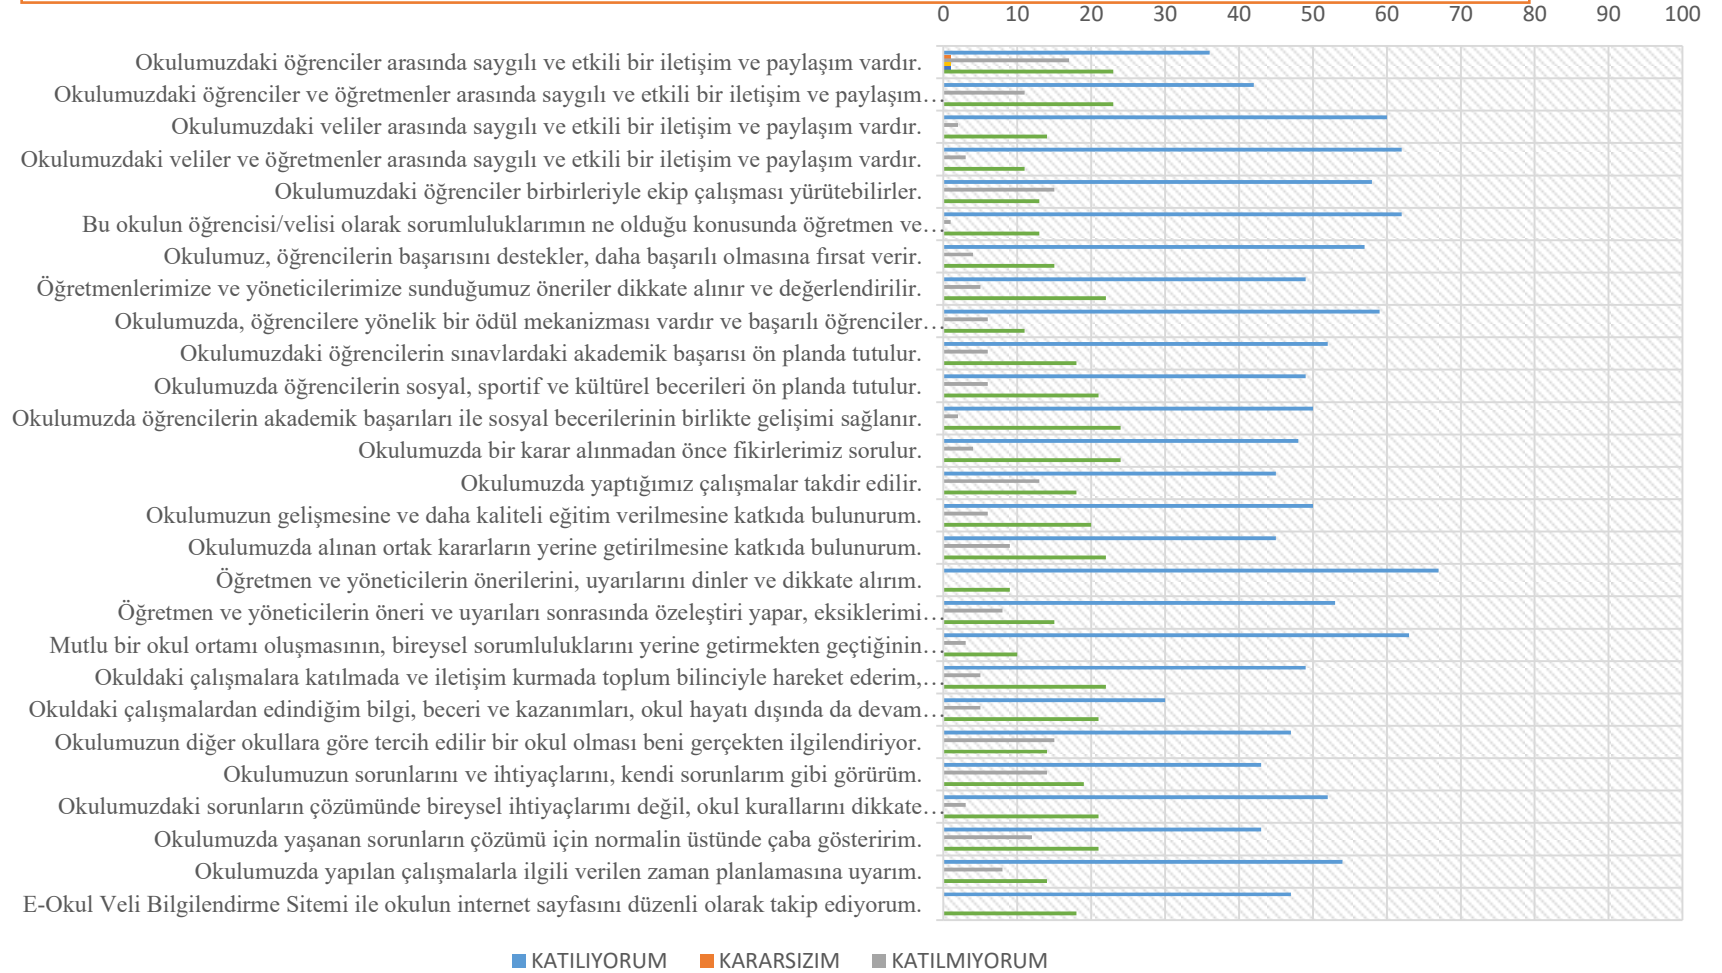 0 10 20 30 40 50 60 70 80 90 100
Okulumuzdaki öğrenciler arasında saygılı ve etkili bir iletişim ve paylaşım vardır.
Okulumuzdaki öğrenciler ve öğretmenler arasında saygılı ve etkili bir iletişim ve paylaşım…
Okulumuzdaki veliler arasında saygılı ve etkili bir iletişim ve paylaşım vardır.
Okulumuzdaki veliler ve öğretmenler arasında saygılı ve etkili bir iletişim ve paylaşım vardır.
Okulumuzdaki öğrenciler birbirleriyle ekip çalışması yürütebilirler.
Bu okulun öğrencisi/velisi olarak sorumluluklarımın ne olduğu konusunda öğretmen ve…
Okulumuz, öğrencilerin başarısını destekler, daha başarılı olmasına fırsat verir.
Öğretmenlerimize ve yöneticilerimize sunduğumuz öneriler dikkate alınır ve değerlendirilir.
Okulumuzda, öğrencilere yönelik bir ödül mekanizması vardır ve başarılı öğrenciler…
Okulumuzdaki öğrencilerin sınavlardaki akademik başarısı ön planda tutulur.
Okulumuzda öğrencilerin sosyal, sportif ve kültürel becerileri ön planda tutulur.
Okulumuzda öğrencilerin akademik başarıları ile sosyal becerilerinin birlikte gelişimi sağlanır.
Okulumuzda bir karar alınmadan önce fikirlerimiz sorulur.
Okulumuzda yaptığımız çalışmalar takdir edilir.
Okulumuzun gelişmesine ve daha kaliteli eğitim verilmesine katkıda bulunurum.
Okulumuzda alınan ortak kararların yerine getirilmesine katkıda bulunurum.
Öğretmen ve yöneticilerin önerilerini, uyarılarını dinler ve dikkate alırım.
Öğretmen ve yöneticilerin öneri ve uyarıları sonrasında özeleştiri yapar, eksiklerimi…
Mutlu bir okul ortamı oluşmasının, bireysel sorumluluklarını yerine getirmekten geçtiğinin…
Okuldaki çalışmalara katılmada ve iletişim kurmada toplum bilinciyle hareket ederim,…
Okuldaki çalışmalardan edindiğim bilgi, beceri ve kazanımları, okul hayatı dışında da devam…
Okulumuzun diğer okullara göre tercih edilir bir okul olması beni gerçekten ilgilendiriyor.
Okulumuzun sorunlarını ve ihtiyaçlarını, kendi sorunlarım gibi görürüm.
Okulumuzdaki sorunların çözümünde bireysel ihtiyaçlarımı değil, okul kurallarını dikkate…
Okulumuzda yaşanan sorunların çözümü için normalin üstünde çaba gösteririm.
Okulumuzda yapılan çalışmalarla ilgili verilen zaman planlamasına uyarım.
E-Okul Veli Bilgilendirme Sitemi ile okulun internet sayfasını düzenli olarak takip ediyorum.
KATILIYORUM KARARSIZIM KATILMIYORUM